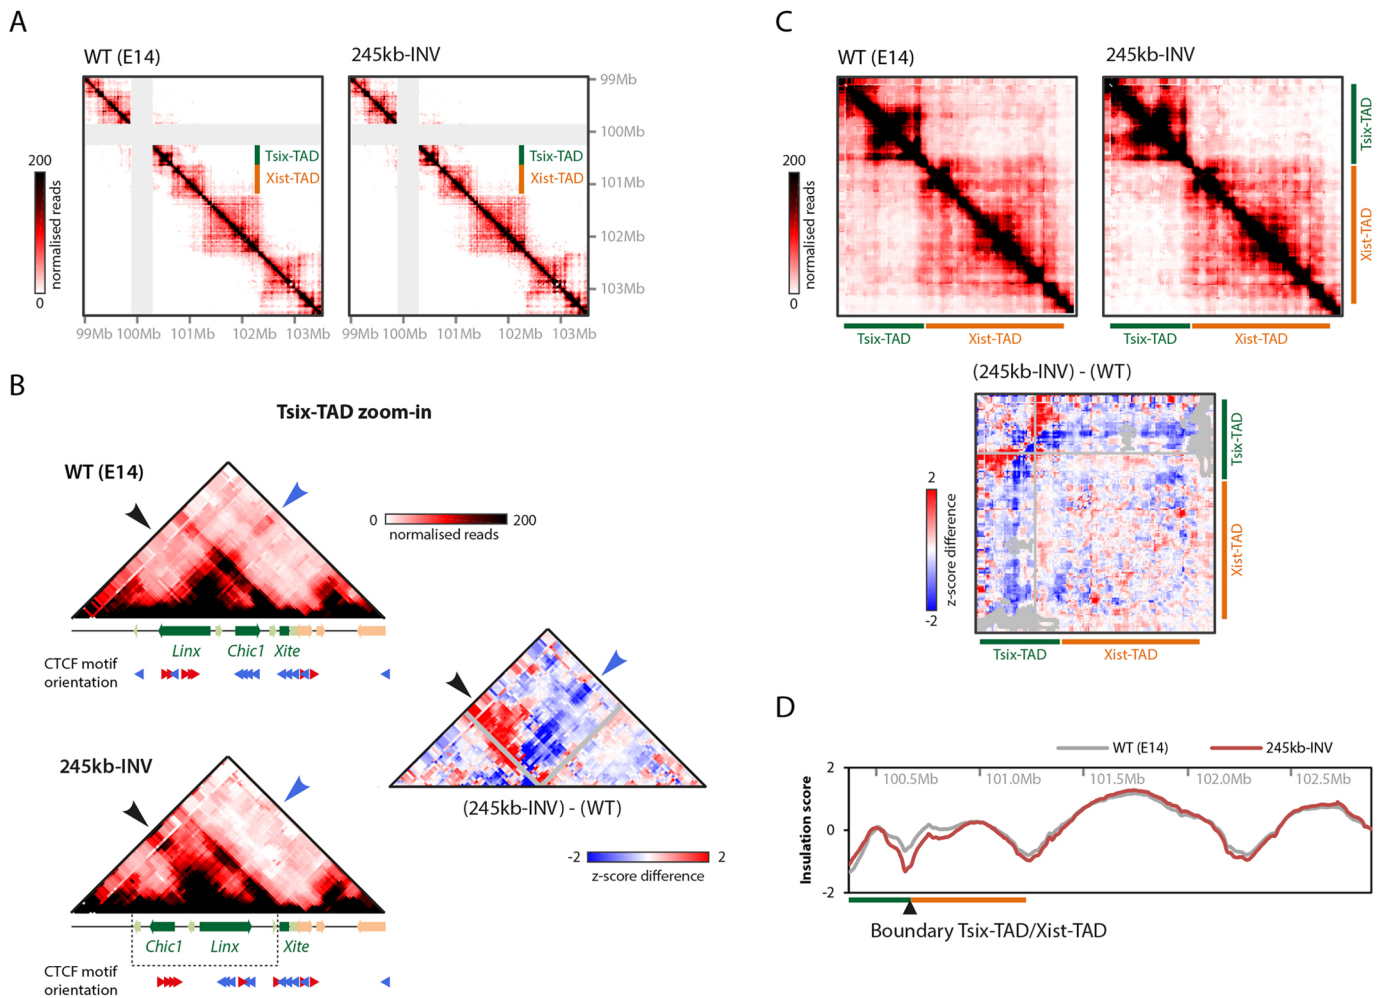 A
WT (E14)
245kb-INV
99Mb
100Mb
101Mb
102Mb
103Mb
Tsix-TAD
Xist-TAD
Tsix-TAD
Xist-TAD
200
0
normalised reads
99Mb 100Mb 101Mb 102Mb 103Mb
99Mb 100Mb 101Mb 102Mb 103Mb
B
Tsix-TAD zoom-in
WT (E14)
0
200
normalised reads
Linx
Chic1
Xite
CTCF motif
orientation
245kb-INV
Chic1
Linx
Xite
CTCF motif
orientation
(245kb-INV) - (WT)
-2
2
z-score difference
C
WT (E14)
245kb-INV
200
0
normalised reads
Tsix-TAD
Xist-TAD
Tsix-TAD
Xist-TAD
Tsix-TAD
Xist-TAD
(245kb-INV) - (WT)
2
-2
z-score difference
Tsix-TAD
Xist-TAD
Tsix-TAD
Xist-TAD
D
WT (E14)
245kb-INV
2
0
-2
Insulation score
100.5Mb
101.0Mb
101.5Mb
102.0Mb
102.5Mb
Boundary Tsix-TAD/Xist-TAD